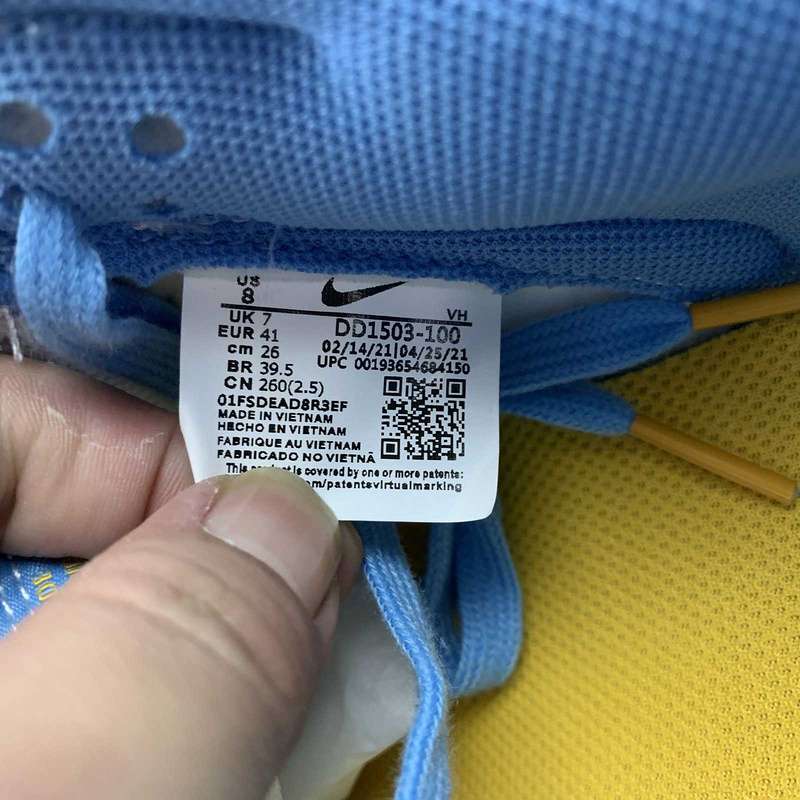 US
8
VH
UK 7
DD1503-100
EUR 41
02/14/21|04/25/21
cm 26
UPC 00193654684150
BR 39.5
CN 260(2.5)
01FSDEAD8R3EF
MADE IN VIETNAM
HECHO EN VIETNAM
FABRIQUE AU VIETNAM
FABRICADO NO VIETNÃ
This product is covered by one or more patents:
.com/patentsvirtualmarking